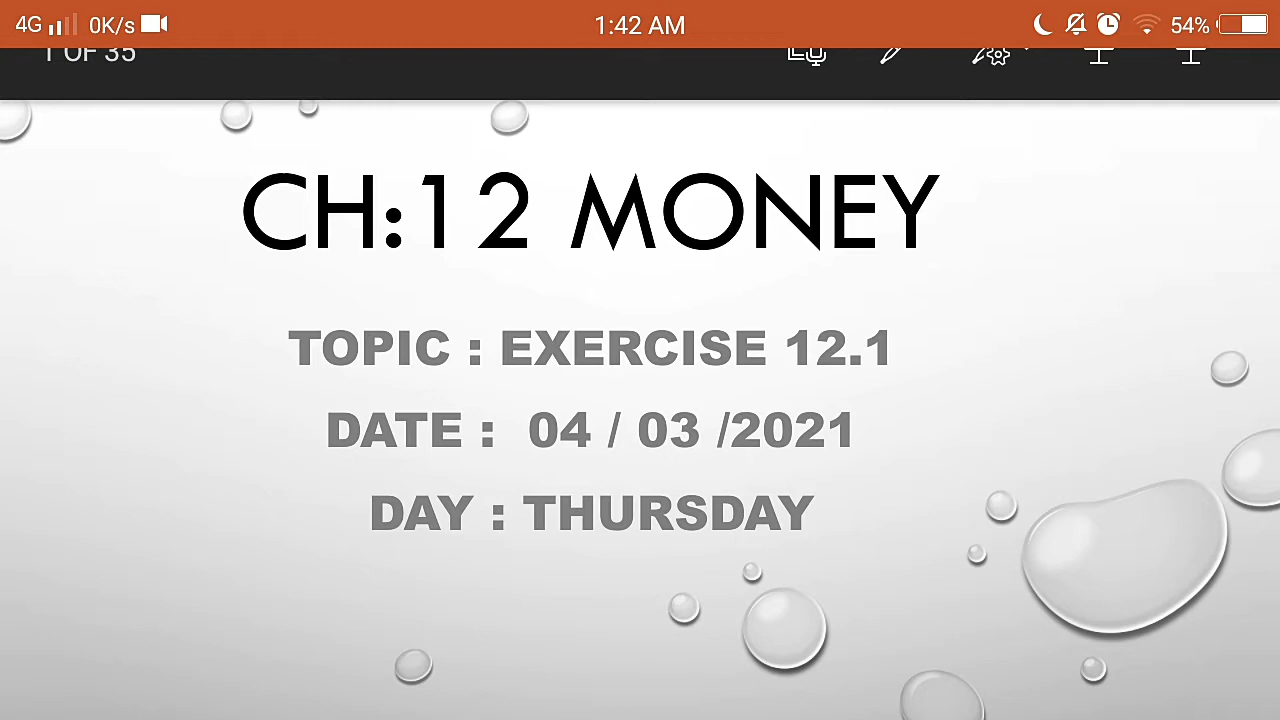 4G 0K/s 1:42 AM 54%
1 OF 35
CH:12 MONEY
TOPIC : EXERCISE 12.1
DATE : 04 / 03 /2021
DAY : THURSDAY